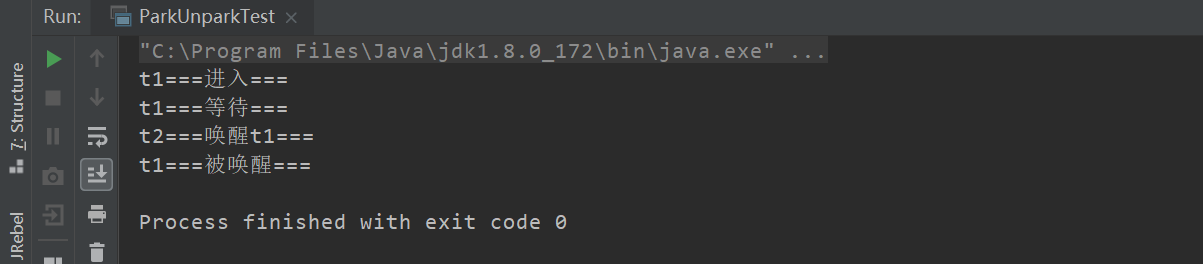 Run: ParkUnparkTest
"C:\Program Files\Java\jdk1.8.0_172\bin\java.exe" ...
t1===进入===
t1===等待===
t2===唤醒t1===
t1===被唤醒===
Process finished with exit code 0
7: Structure
JRebel